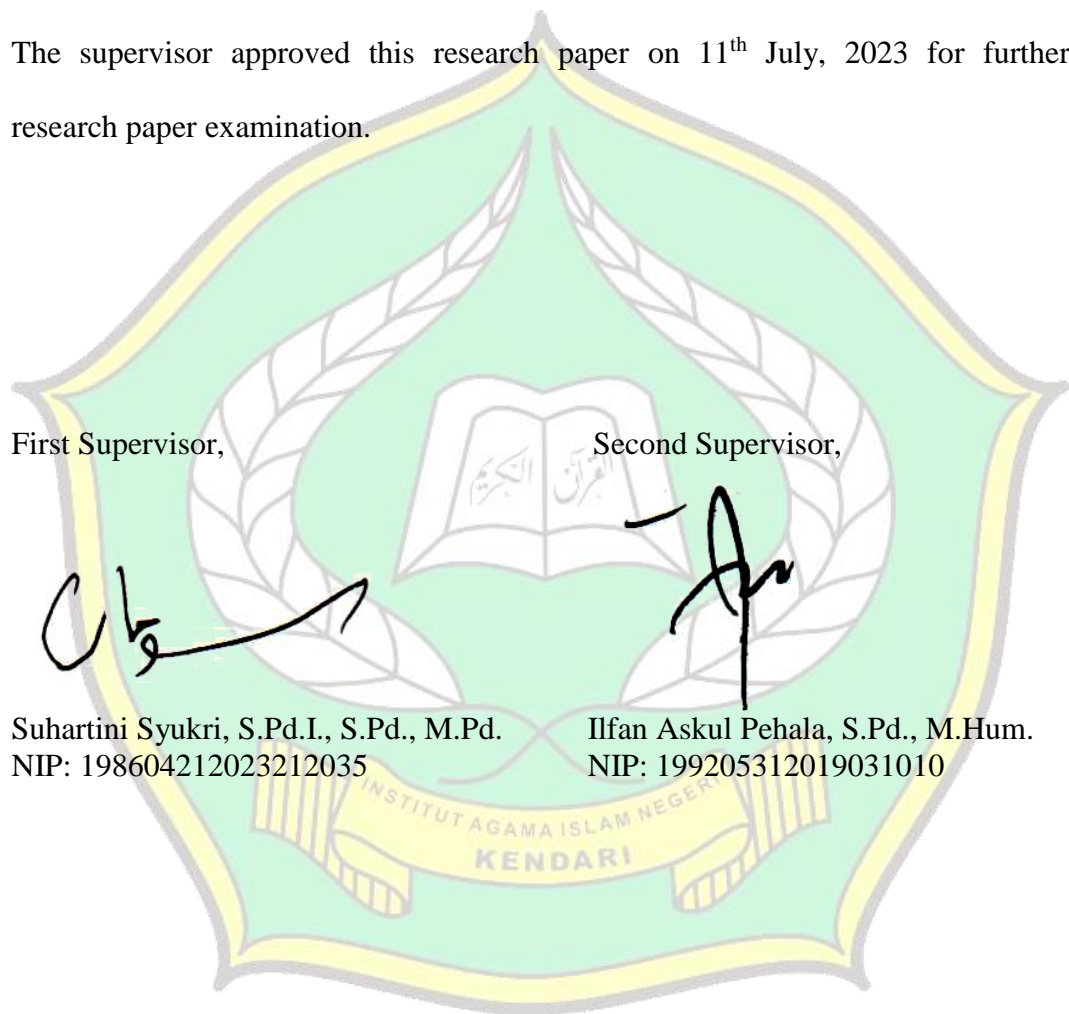 The supervisor approved this research paper on 11th July, 2023 for further
research paper examination.
First Supervisor,
Second Supervisor,
القرآن الكريم
Suhartini Syukri, S.Pd.I., S.Pd., M.Pd.
Ilfan Askul Pehala, S.Pd., M.Hum.
NIP: 198604212023212035
NIP: 199205312019031010
INSTITUT AGAMA ISLAM NEGERI
KENDARI